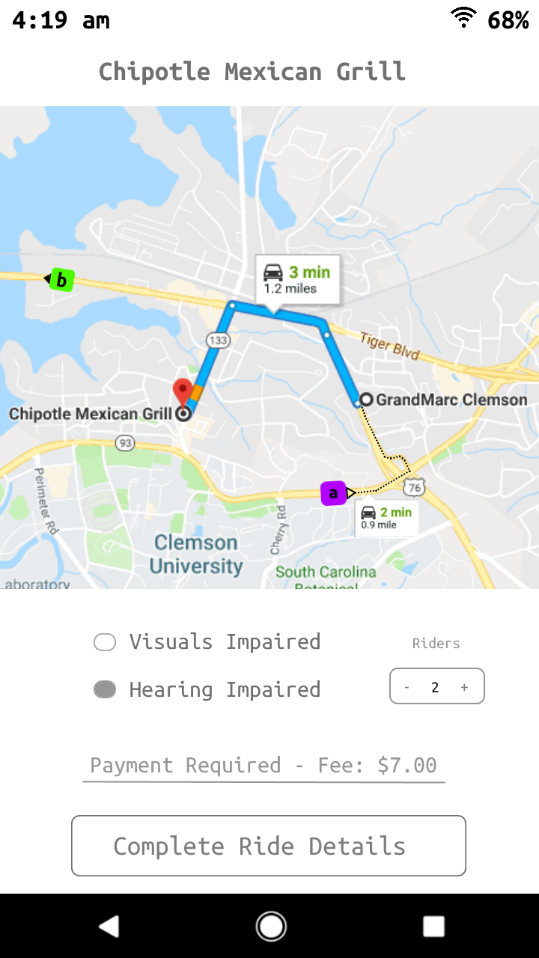 4:19 am
68%
Chipotle Mexican Grill
b
3 min
1.2 miles
133
Tiger Blvd
GrandMarc Clemson
Chipotle Mexican Grill
93
Perimeter Rd
a
76
2 min
0.9 mile
Cherry Rd
Clemson
University
South Carolina
Botanical
aboratory
Visuals Impaired
Riders
Hearing Impaired
- 2 +
Payment Required - Fee: $7.00
Complete Ride Details